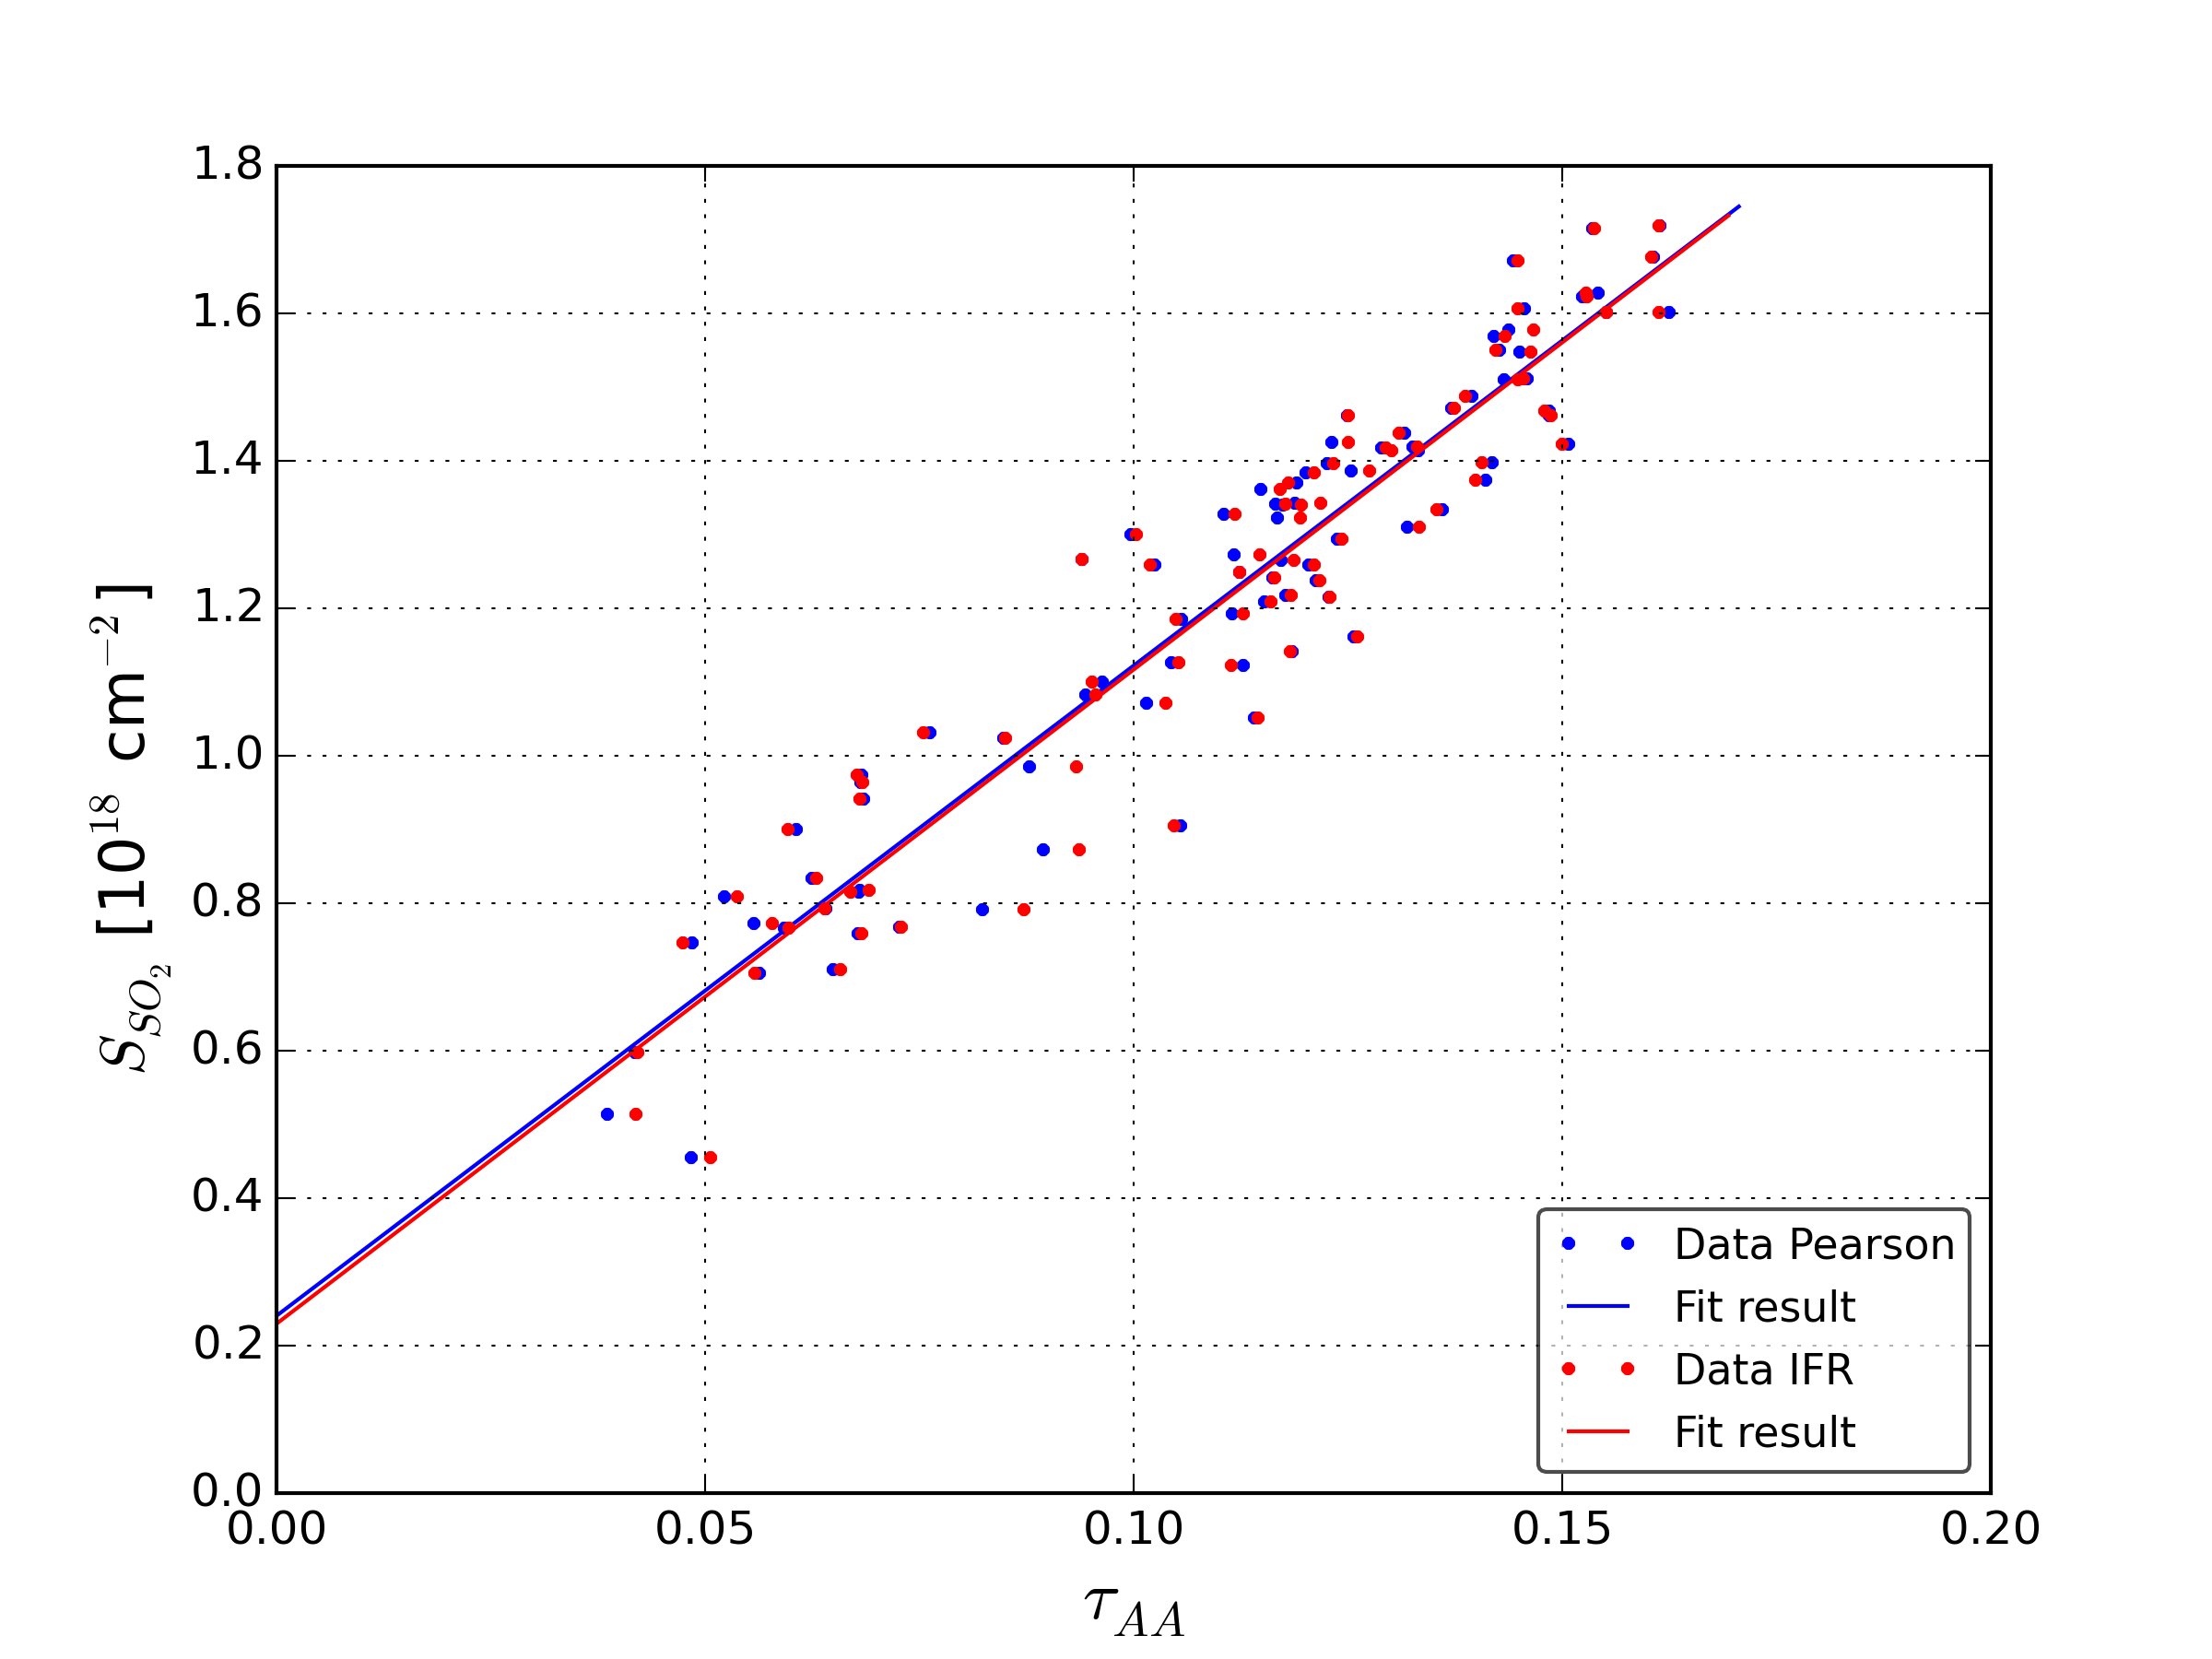 1.8
1.6
1.4
1.2
1.0
0.8
0.6
0.4
0.2
0.0
0.00 0.05 0.10 0.15 0.20
S_{SO_2} [10^{18} cm^{−2}]
τ_{AA}
Data Pearson
Fit result
Data IFR
Fit result